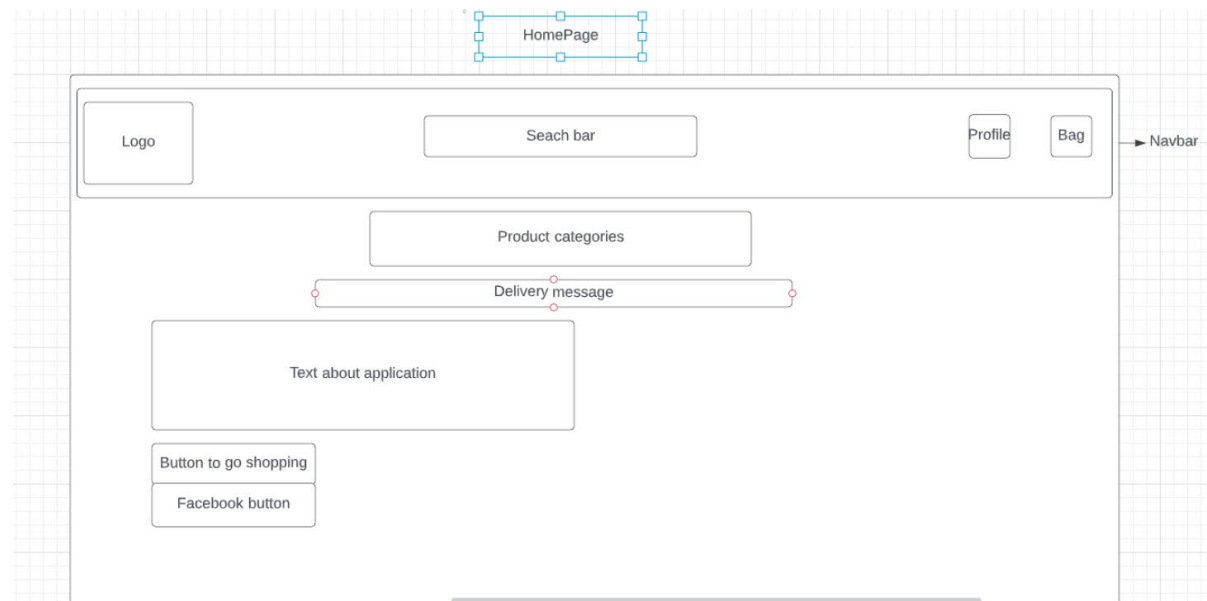 HomePage
Logo
Seach bar
Profile
Bag
Navbar
Product categories
Delivery message
Text about application
Button to go shopping
Facebook button